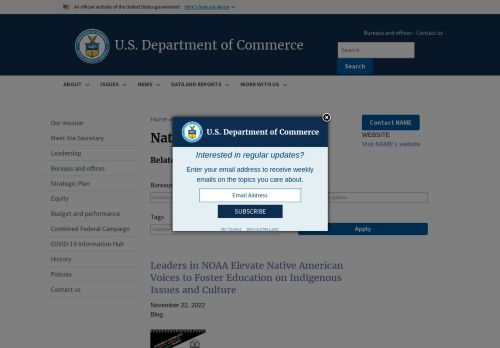 An official website of the United States government Here's how you know
U.S. Department of Commerce
Bureaus and offices - Contact us
Search
Search
ABOUT ISSUES NEWS DATA AND REPORTS WORK WITH US
Our mission
Meet the Secretary
Leadership
Bureaus and offices
Strategic Plan
Equity
Budget and performance
Combined Federal Campaign
COVID-19 Information Hub
History
Policies
Contact us
Home
Bureaus
Tags
U.S. Department of Commerce
Interested in regular updates?
Enter your email address to receive weekly
emails on the topics you care about.
Email Address
SUBSCRIBE
No Thanks Remind Me Later
Contact NAME
WEBSITE
Visit NAME's website
Apply
Leaders in NOAA Elevate Native American
Voices to Foster Education on Indigenous
Issues and Culture
November 22, 2022
Blog